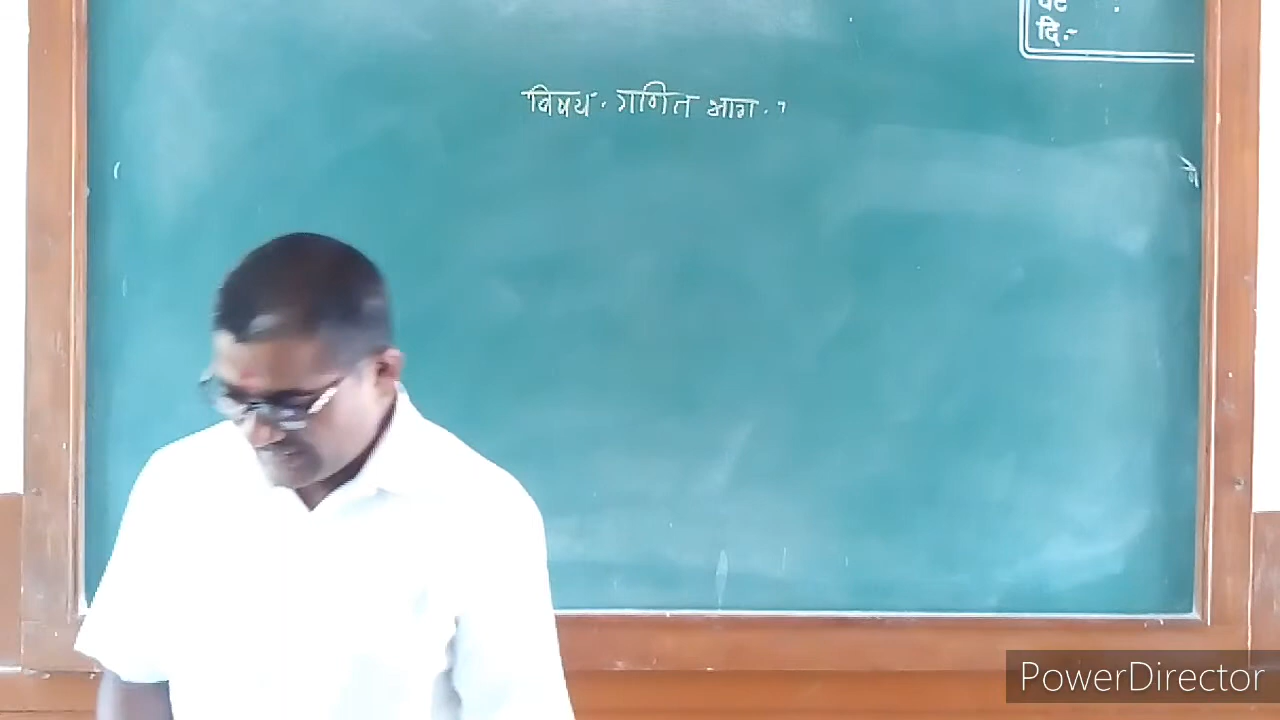 दि:-
विषय - गणित भाग - १
PowerDirector